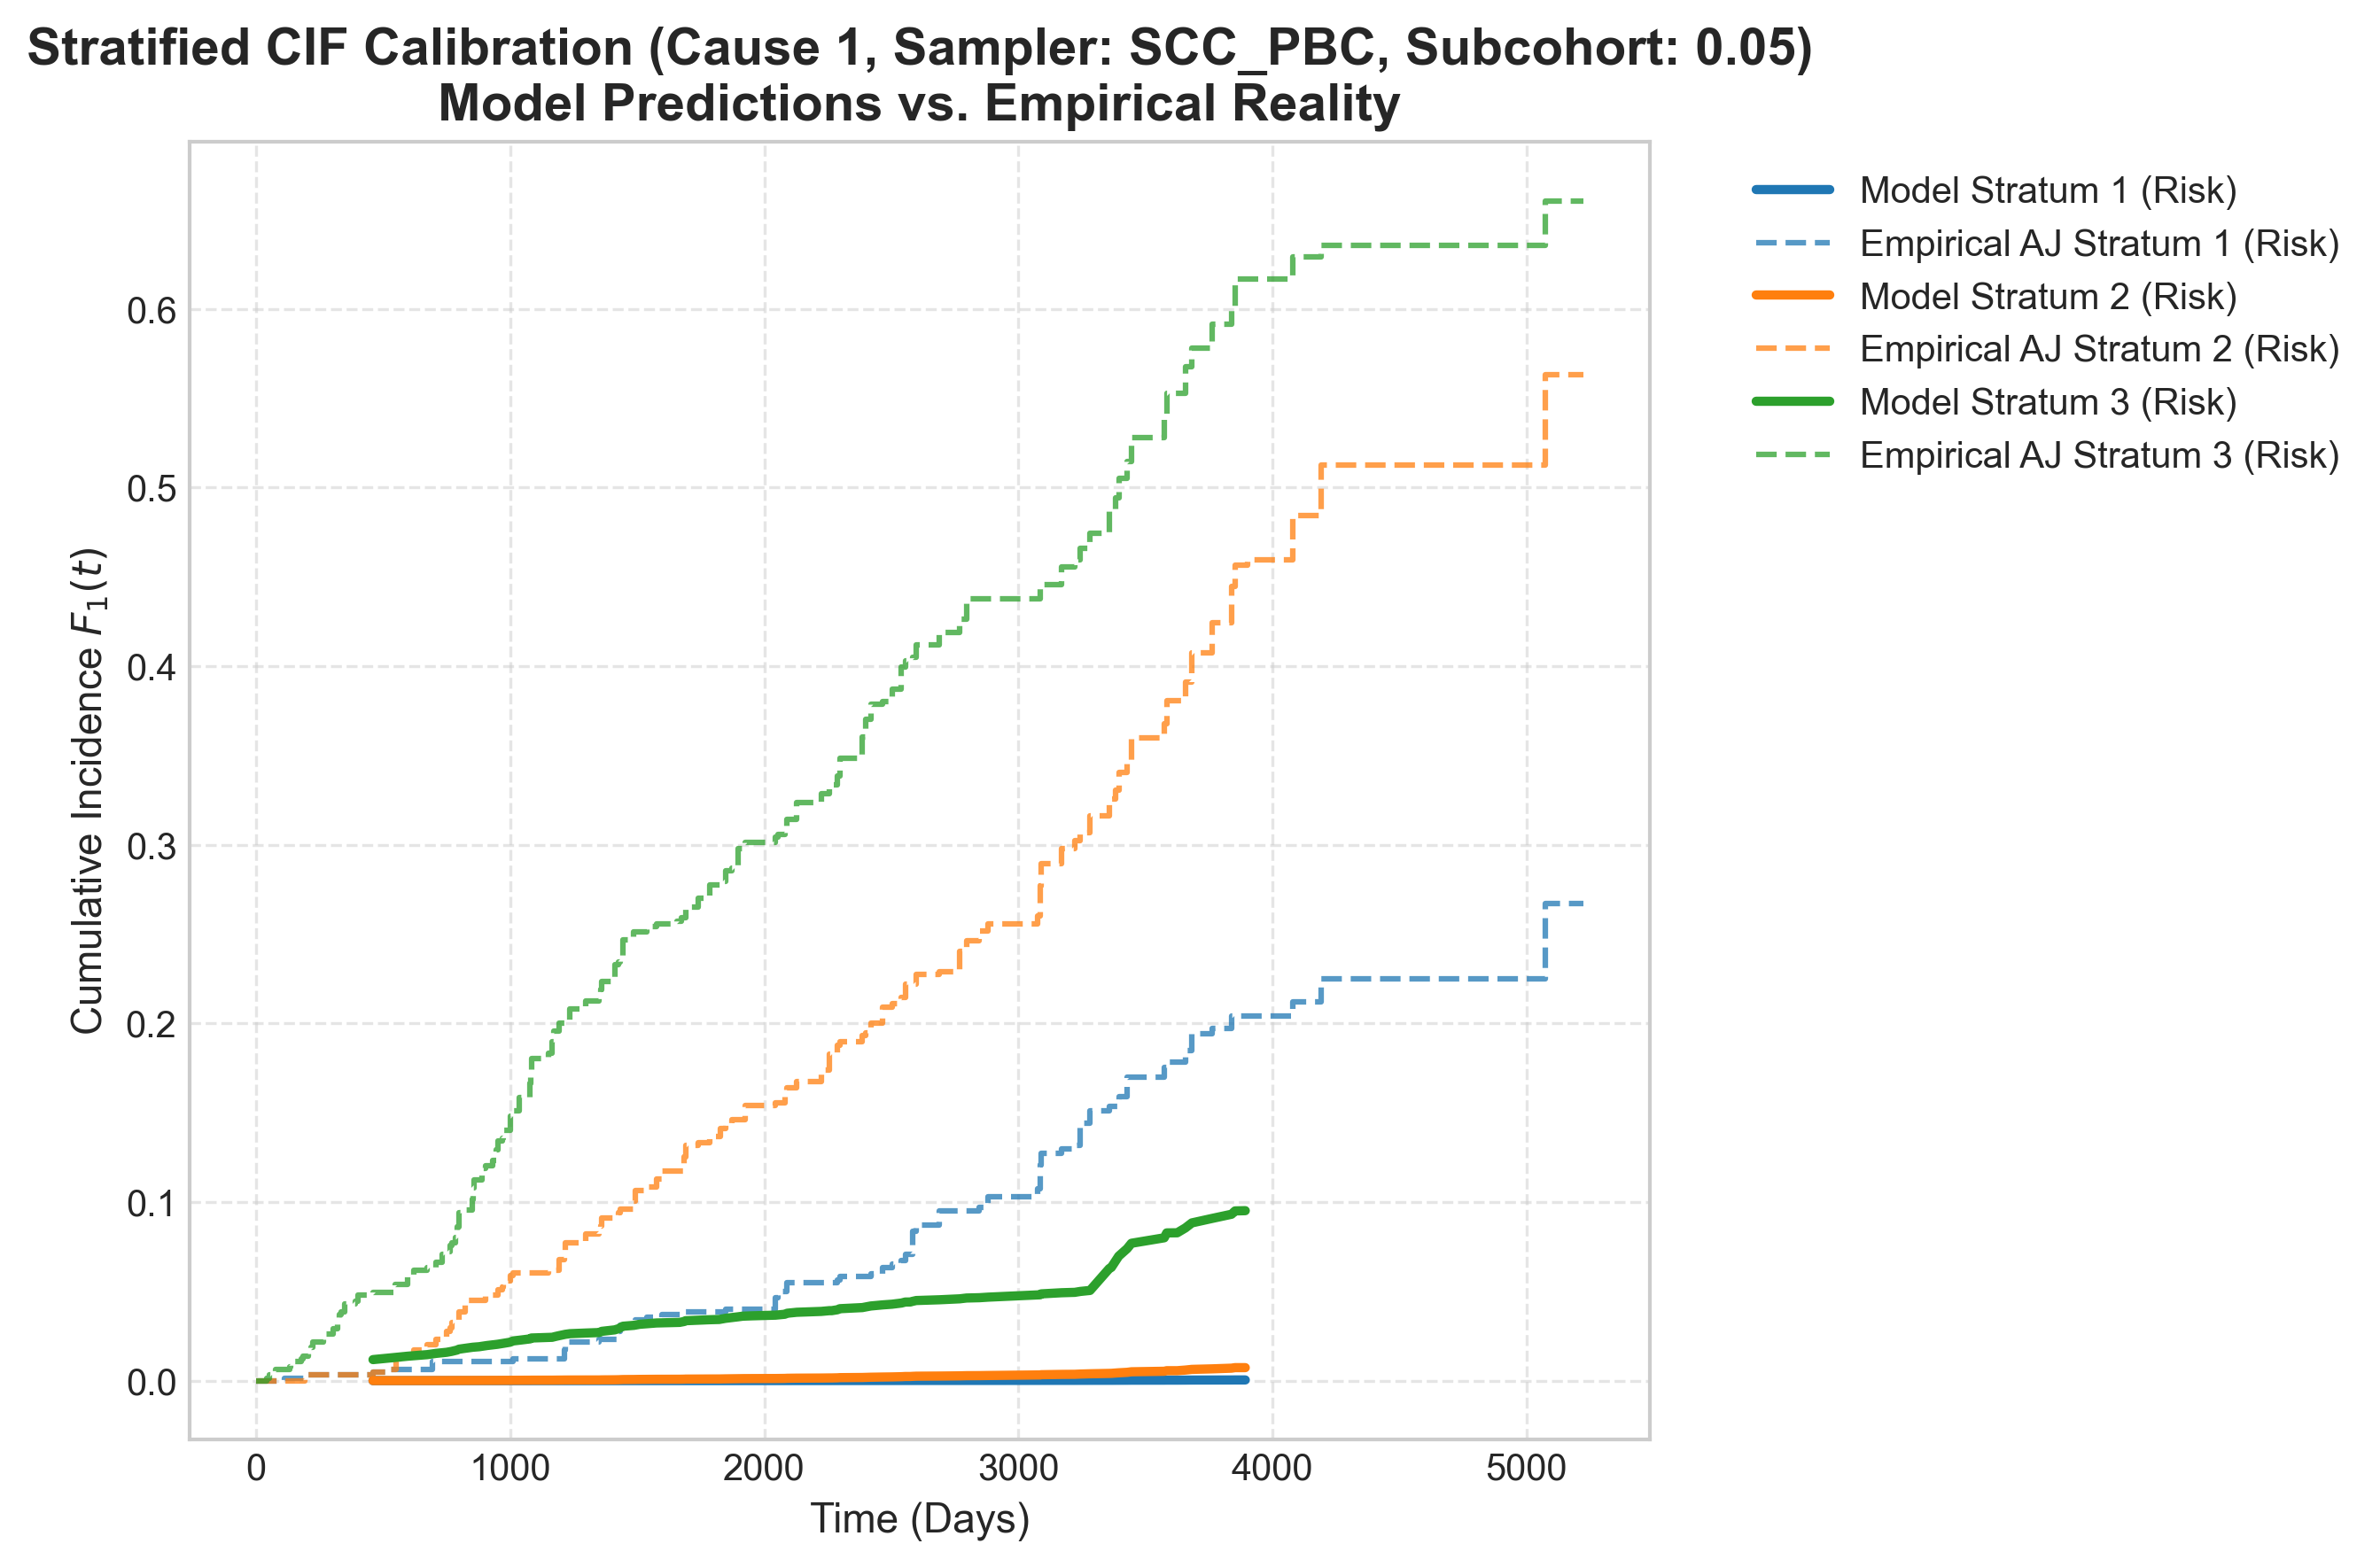 Stratified CIF Calibration (Cause 1, Sampler: SCC_PBC, Subcohort: 0.05)
Model Predictions vs. Empirical Reality
Model Stratum 1 (Risk)
Empirical AJ Stratum 1 (Risk)
Model Stratum 2 (Risk)
Empirical AJ Stratum 2 (Risk)
Model Stratum 3 (Risk)
Empirical AJ Stratum 3 (Risk)
Cumulative Incidence F₁(t)
0.6
0.5
0.4
0.3
0.2
0.1
0.0
0 1000 2000 3000 4000 5000
Time (Days)